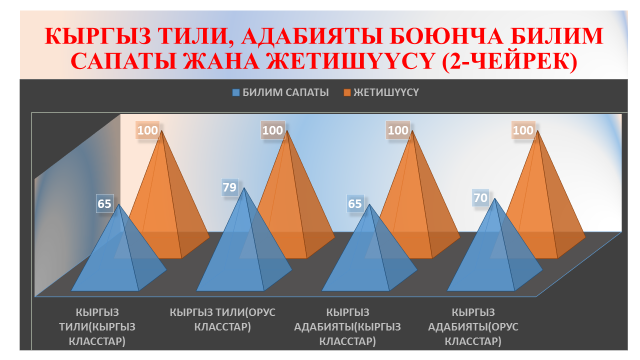 КЫРГЫЗ ТИЛИ, АДАБИЯТЫ БОЮНЧА БИЛИМ
САПАТЫ ЖАНА ЖЕТИШҮҮСҮ (2-ЧЕЙРЕК)
БИЛИМ САПАТЫ ЖЕТИШҮҮСҮ
100 100 100 100
65 79 65 70
КЫРГЫЗ ТИЛИ(КЫРГЫЗ КЛАССТАР)
КЫРГЫЗ ТИЛИ(ОРУС КЛАССТАР)
КЫРГЫЗ АДАБИЯТЫ(КЫРГЫЗ КЛАССТАР)
КЫРГЫЗ АДАБИЯТЫ(ОРУС КЛАССТАР)